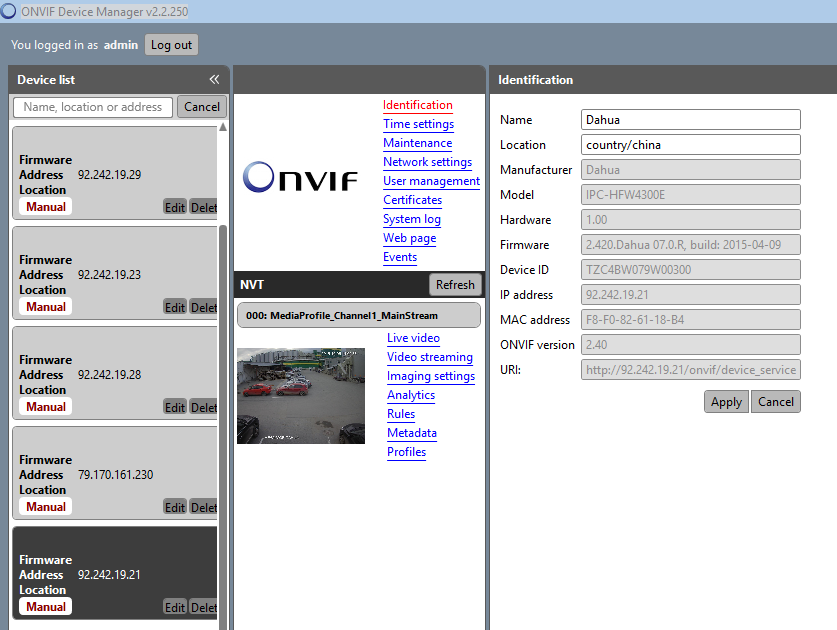 ONVIF Device Manager v2.2.250
You logged in as admin Log out
Device list
Name, location or address Cancel
Firmware
Address 92.242.19.29
Location
Manual Edit Delet
Firmware
Address 92.242.19.23
Location
Manual Edit Delet
Firmware
Address 92.242.19.28
Location
Manual Edit Delet
Firmware
Address 79.170.161.230
Location
Manual Edit Delet
Firmware
Address 92.242.19.21
Location
Manual Edit Delet
ONVIF
Identification
Time settings
Maintenance
Network settings
User management
Certificates
System log
Web page
Events
NVT Refresh
000: MediaProfile_Channel1_MainStream
Live video
Video streaming
Imaging settings
Analytics
Rules
Metadata
Profiles
Identification
Name Dahua
Location country/china
Manufacturer Dahua
Model IPC-HFW4300E
Hardware 1.00
Firmware 2.420.Dahua 07.0.R, build: 2015-04-09
Device ID TZC4BW079W00300
IP address 92.242.19.21
MAC address F8-F0-82-61-18-B4
ONVIF version 2.40
URI: http://92.242.19.21/onvif/device_service
Apply Cancel